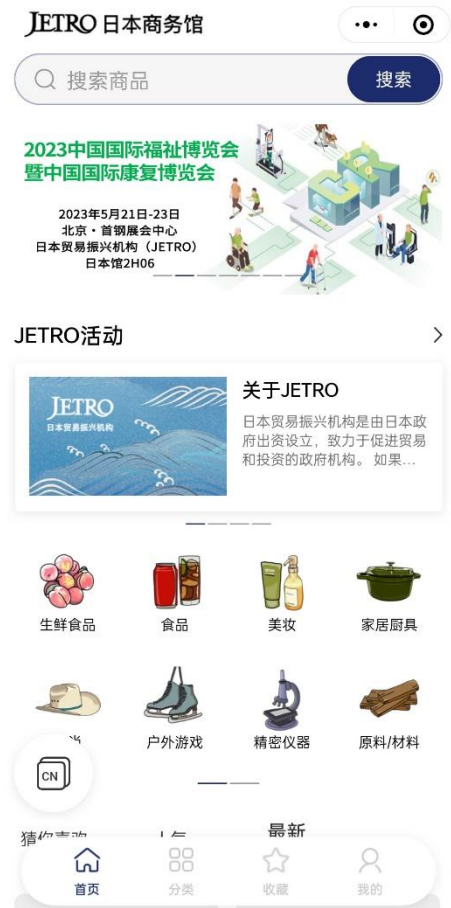 JETRO 日本商务馆
搜索商品
搜索
2023中国国际福祉博览会
暨中国国际康复博览会
2023年5月21日-23日
北京·首钢展会中心
日本贸易振兴机构（JETRO）
日本馆2H06
JETRO活动
JETRO
日本贸易振兴机构
关于JETRO
日本贸易振兴机构是由日本政
府出资设立，致力于促进贸易
和投资的政府机构。 如果...
生鲜食品
食品
美妆
家居厨具
户外游戏
精密仪器
原料/材料
CN
猜你喜欢
人气
最新
首页
分类
收藏
我的